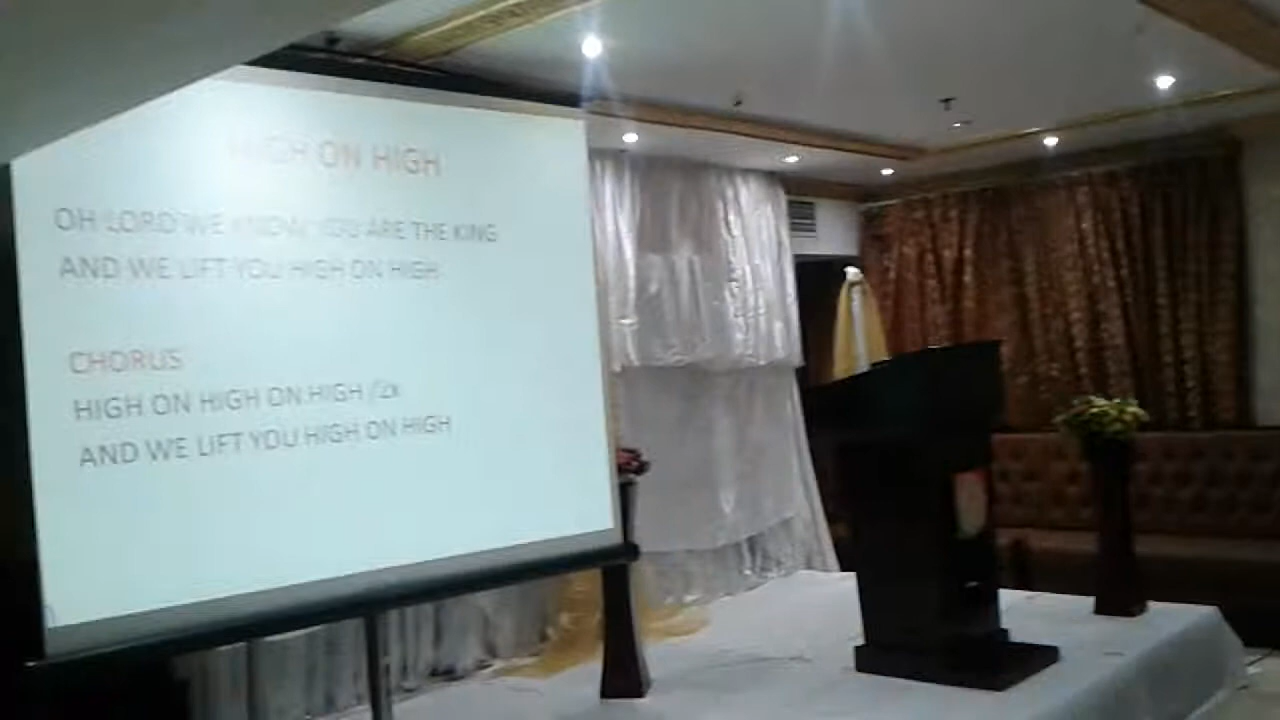 HIGH ON HIGH
OH LORD WE KNOW YOU ARE THE KING
AND WE LIFT YOU HIGH ON HIGH
CHORUS
HIGH ON HIGH ON HIGH /2x
AND WE LIFT YOU HIGH ON HIGH